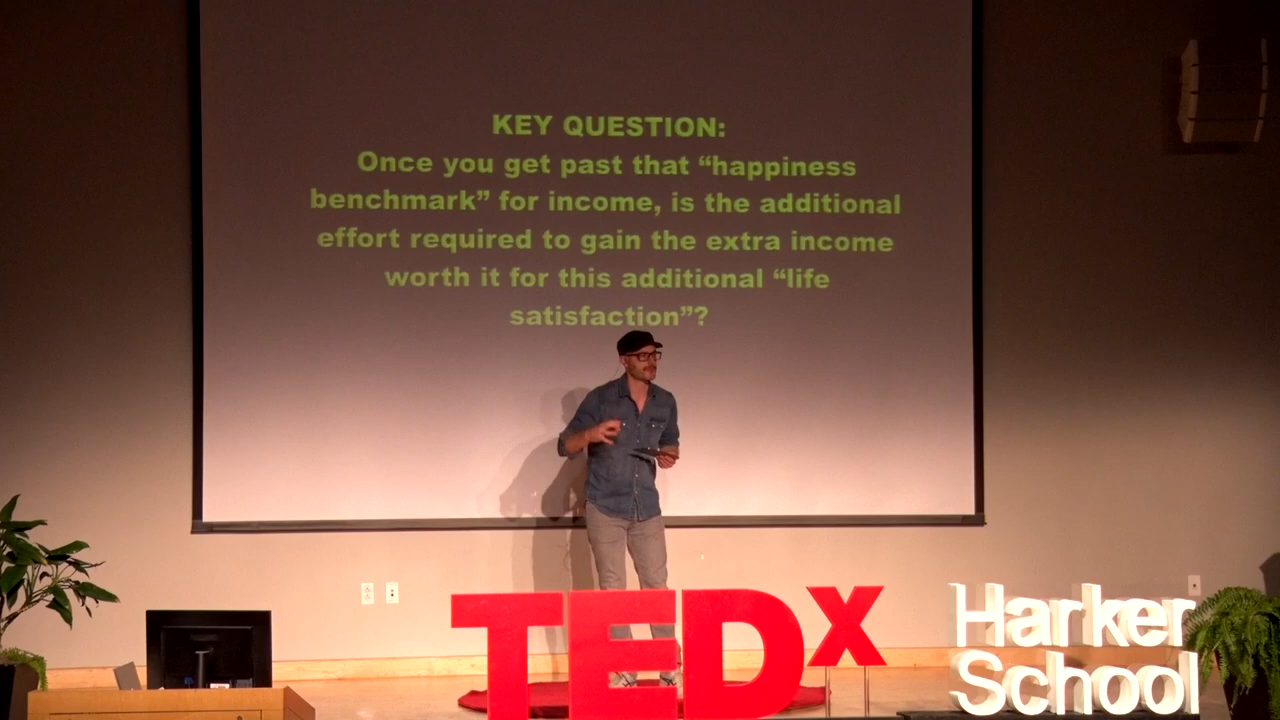 KEY QUESTION:
Once you get past that “happiness
benchmark” for income, is the additional
effort required to gain the extra income
worth it for this additional “life
satisfaction”?
TEDx
Harker
School